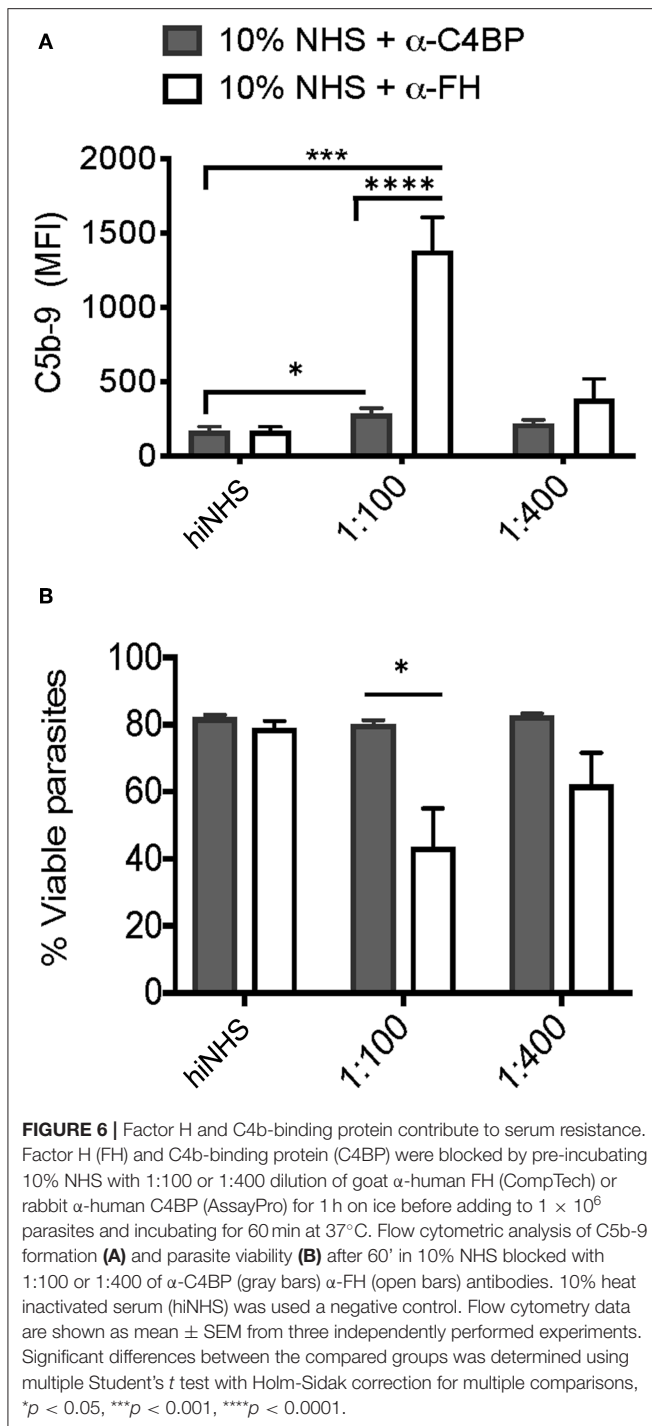 A
10% NHS + α-C4BP
10% NHS + α-FH
***
****
*
2000
1500
1000
500
0
C5b-9 (MFI)
hiNHS
1:100
1:400
B
*
100
80
60
40
20
0
% Viable parasites
hiNHS
1:100
1:400
FIGURE 6 | Factor H and C4b-binding protein contribute to serum resistance.
Factor H (FH) and C4b-binding protein (C4BP) were blocked by pre-incubating
10% NHS with 1:100 or 1:400 dilution of goat α-human FH (CompTech) or
rabbit α-human C4BP (AssayPro) for 1 h on ice before adding to 1 × 10⁶
parasites and incubating for 60 min at 37°C. Flow cytometric analysis of C5b-9
formation (A) and parasite viability (B) after 60' in 10% NHS blocked with
1:100 or 1:400 of α-C4BP (gray bars) α-FH (open bars) antibodies. 10% heat
inactivated serum (hiNHS) was used a negative control. Flow cytometry data
are shown as mean ± SEM from three independently performed experiments.
Significant differences between the compared groups was determined using
multiple Student's t test with Holm-Sidak correction for multiple comparisons,
*p < 0.05, ***p < 0.001, ****p < 0.0001.